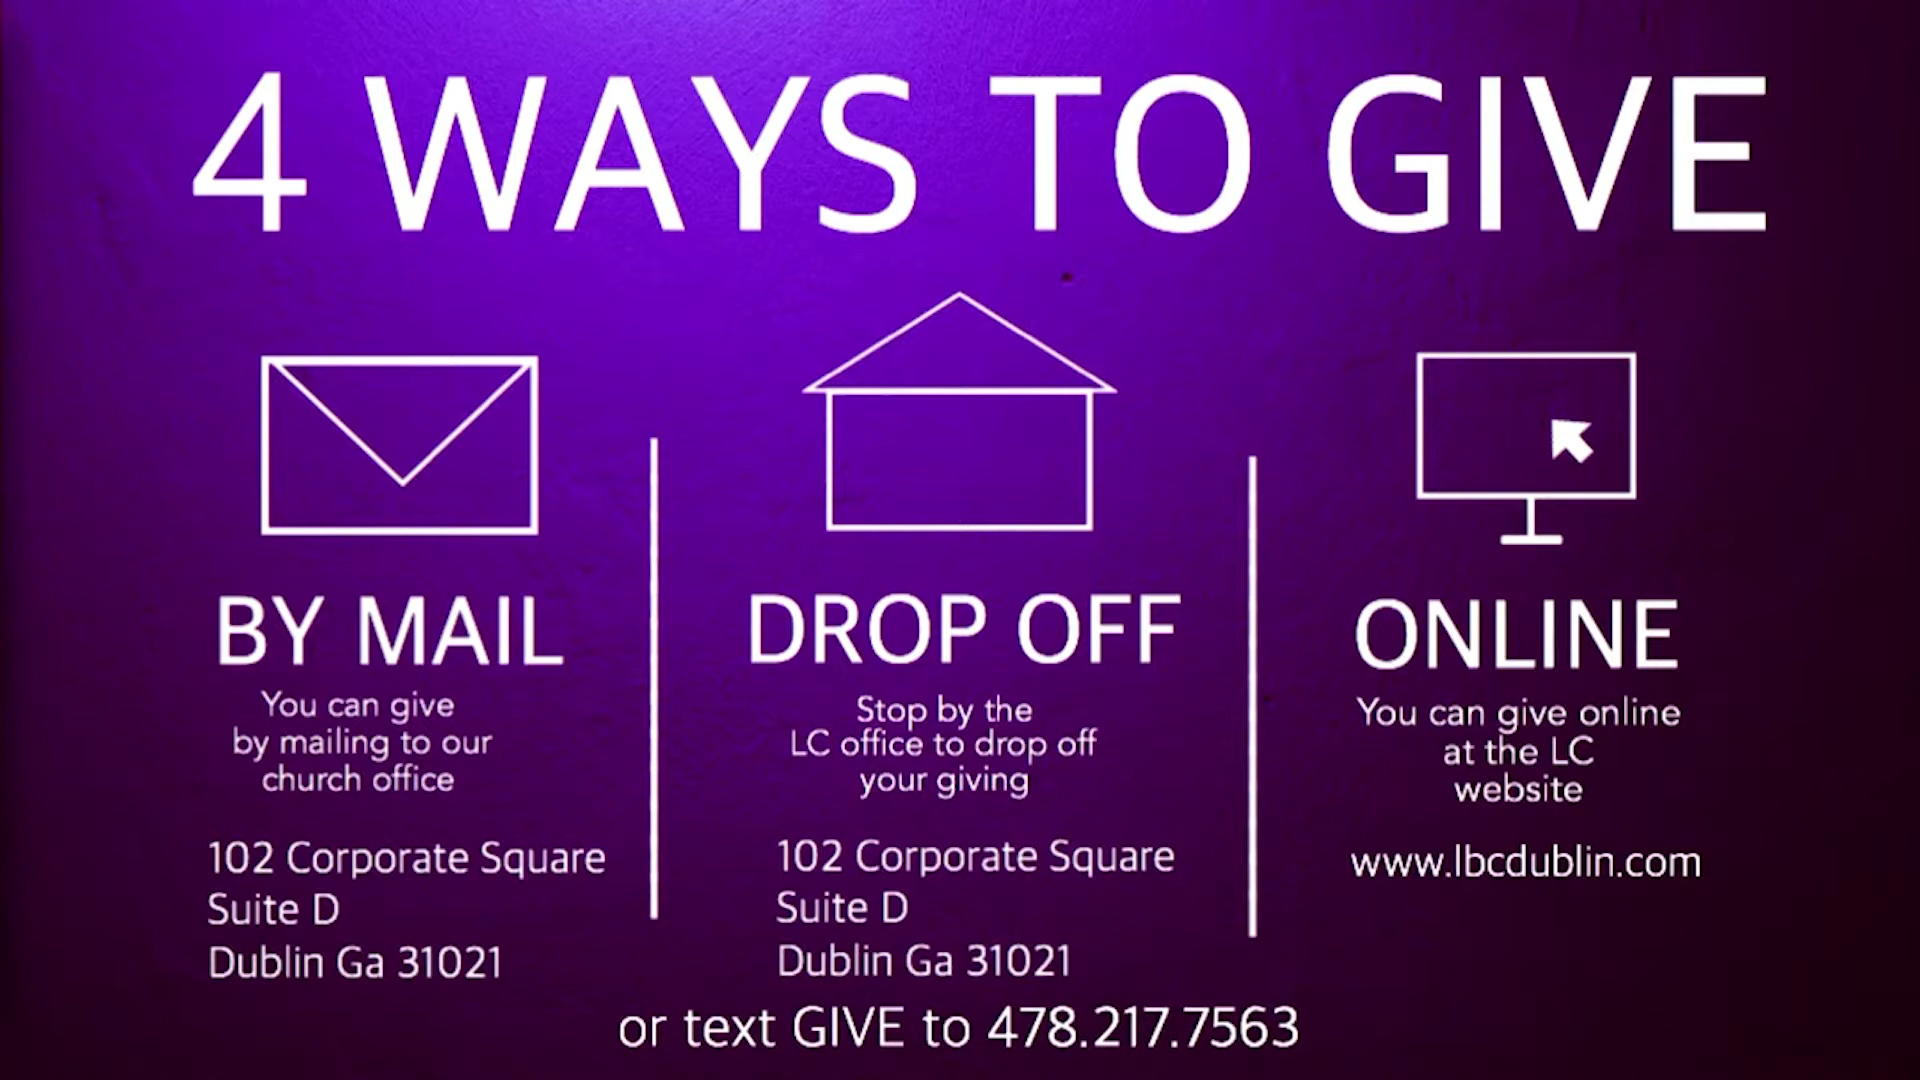 4 WAYS TO GIVE
BY MAIL
You can give
by mailing to our
church office
102 Corporate Square
Suite D
Dublin Ga 31021
DROP OFF
Stop by the
LC office to drop off
your giving
102 Corporate Square
Suite D
Dublin Ga 31021
ONLINE
You can give online
at the LC
website
www.lbcdublin.com
or text GIVE to 478.217.7563